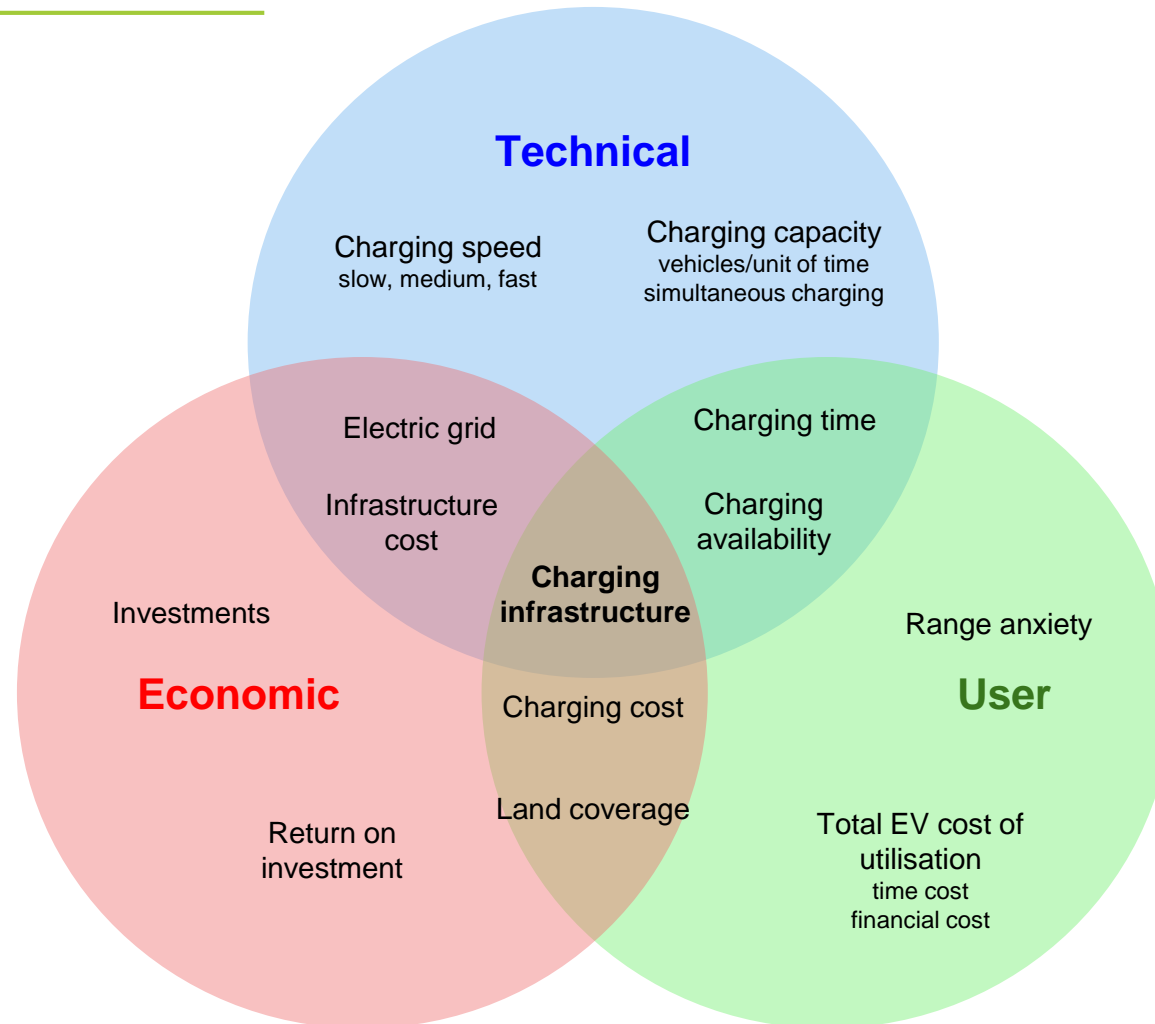 Technical
Charging speed
slow, medium, fast
Charging capacity
vehicles/unit of time
simultaneous charging
Electric grid
Charging time
Infrastructure
cost
Charging
availability
Charging
infrastructure
Investments
Range anxiety
Economic
User
Charging cost
Land coverage
Return on
investment
Total EV cost of
utilisation
time cost
financial cost